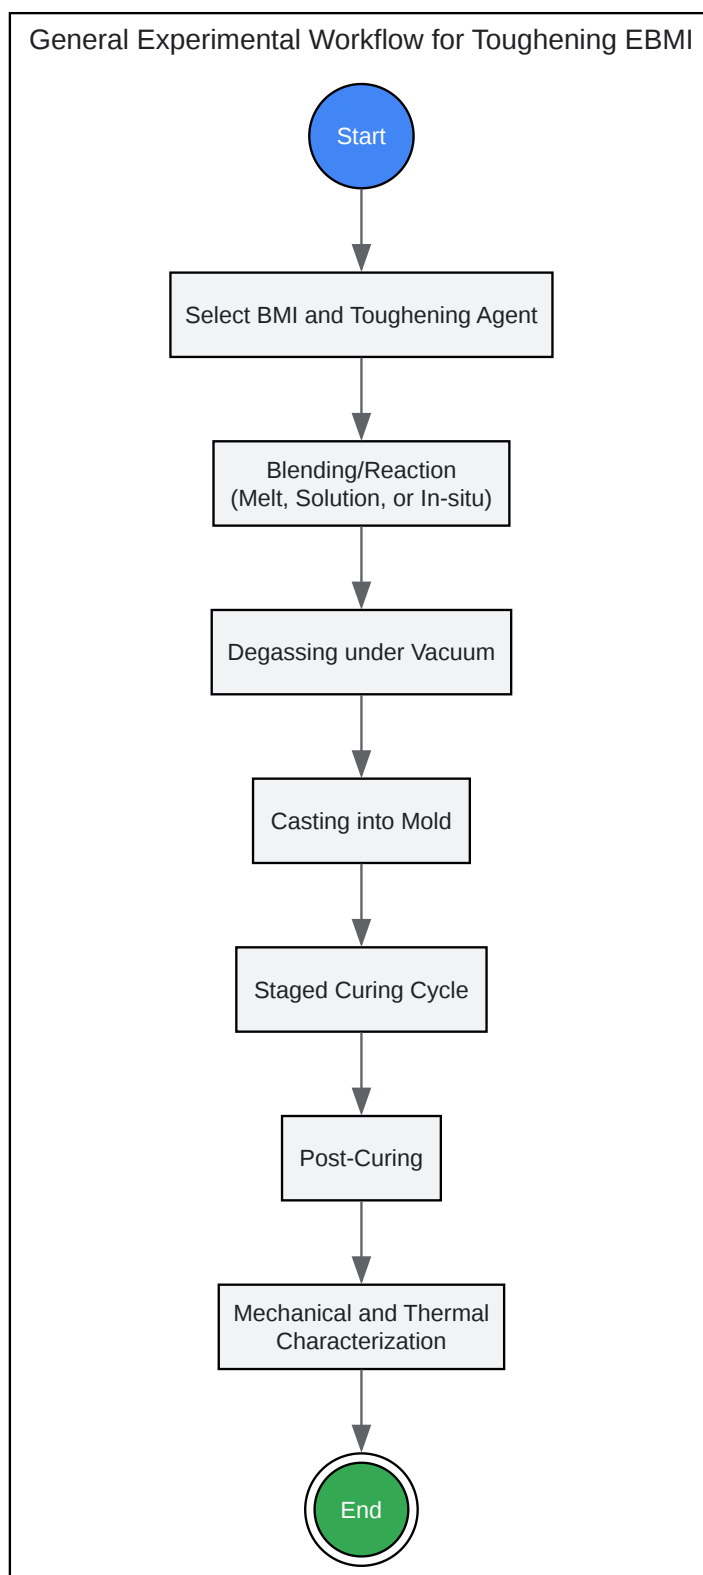 General Experimental Workflow for Toughening EBMI
Start
Select BMI and Toughening Agent
Blending/Reaction
(Melt, Solution, or In-situ)
Degassing under Vacuum
Casting into Mold
Staged Curing Cycle
Post-Curing
Mechanical and Thermal
Characterization
End